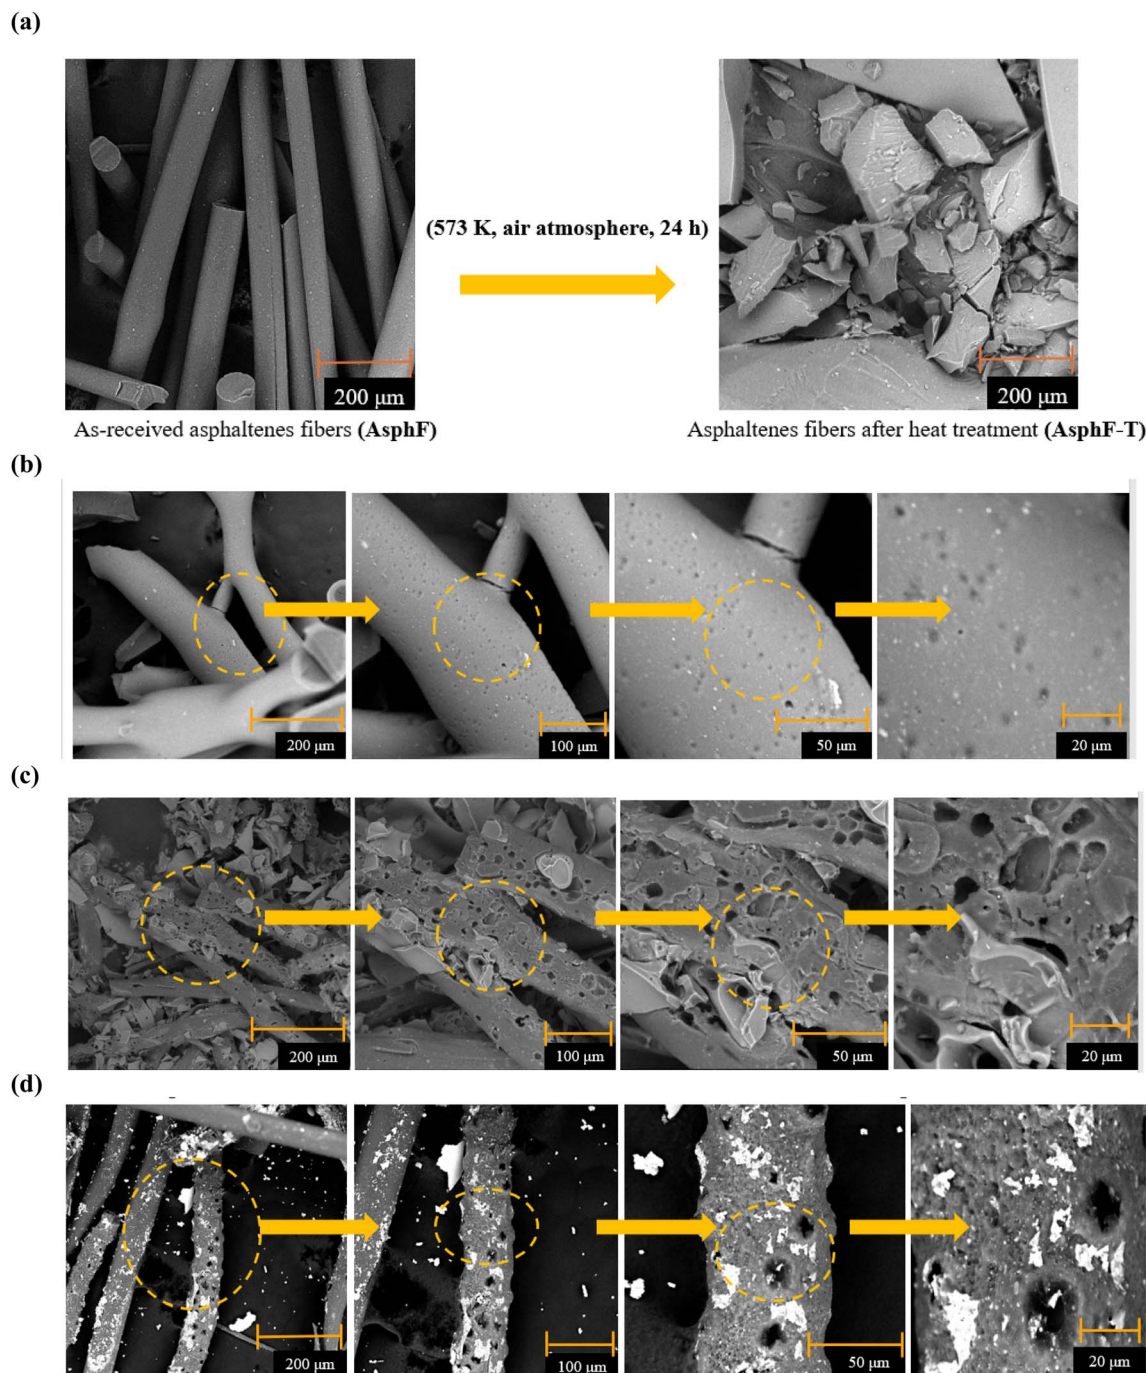 (a)
(573 K, air atmosphere, 24 h)
200 μm
200 μm
As-received asphaltenes fibers (AsphF)
Asphaltenes fibers after heat treatment (AsphF-T)
(b)
200 μm
100 μm
50 μm
20 μm
(c)
200 μm
100 μm
50 μm
20 μm
(d)
200 μm
100 μm
50 μm
20 μm